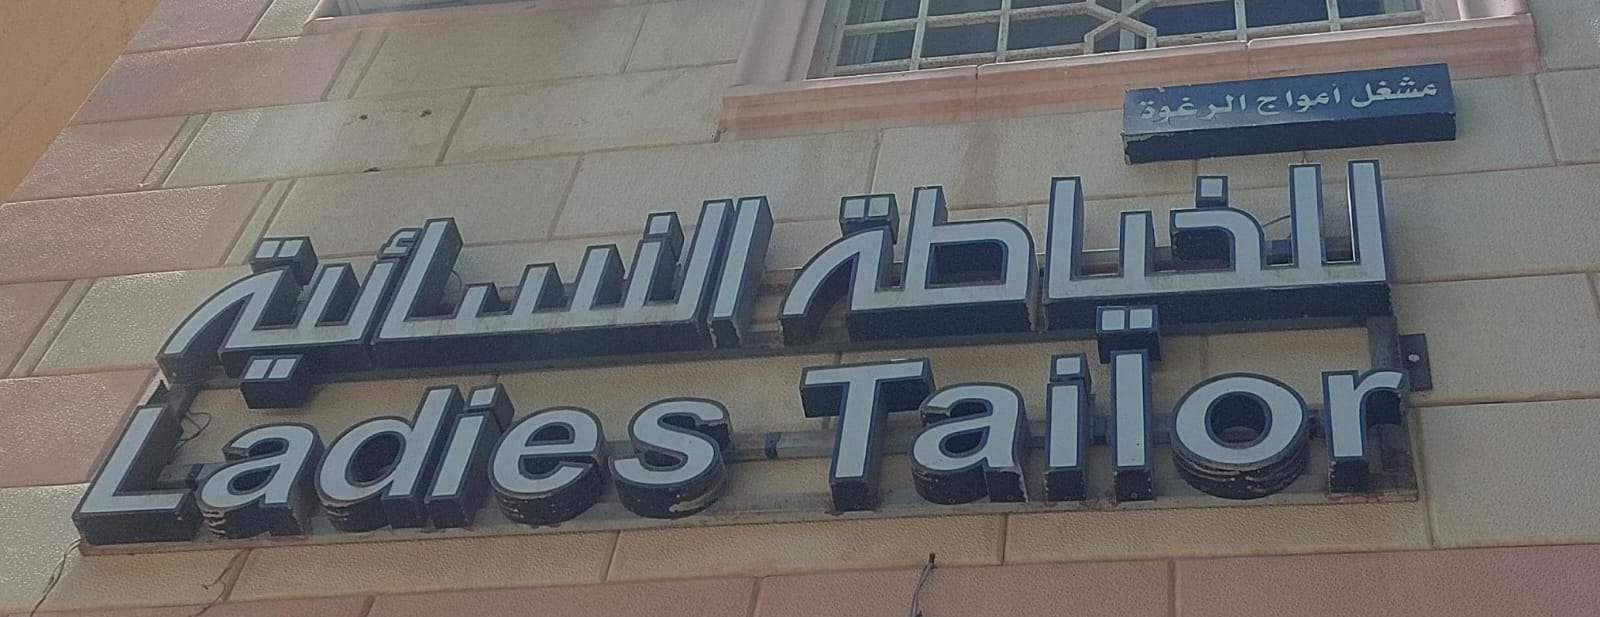 مشغل أمواج الرغوة
للخياطة النسائية
Ladies Tailor